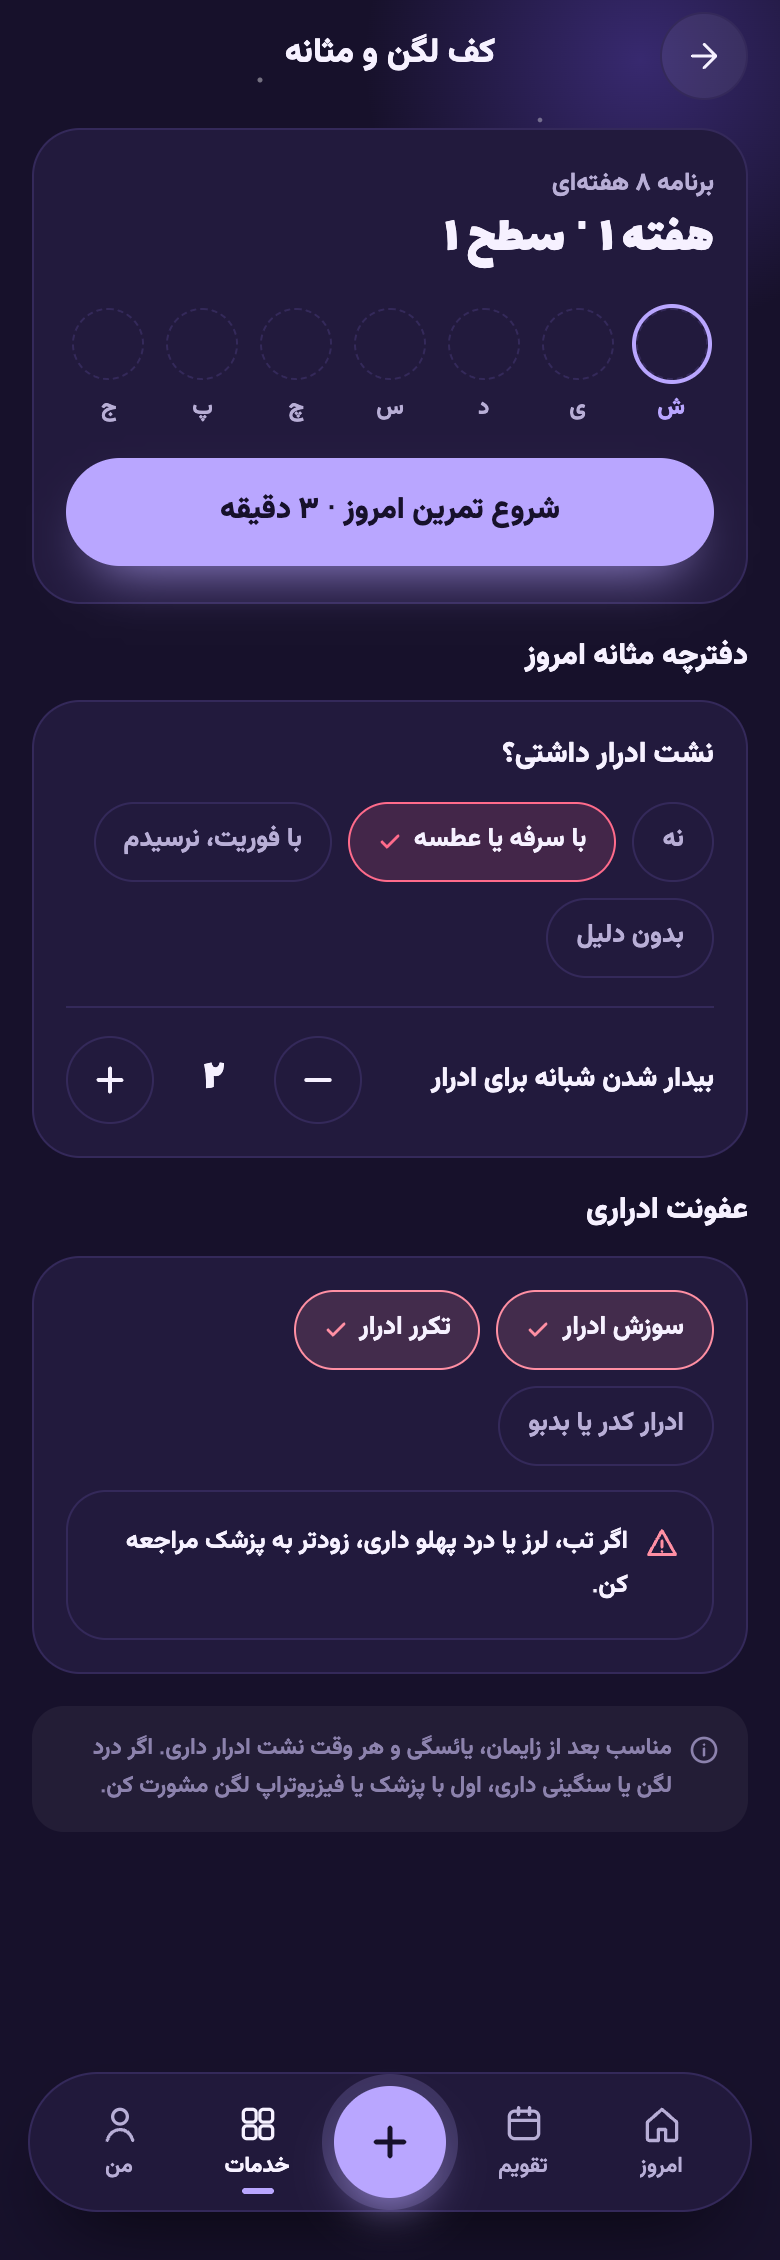 کف لگن و مثانه
برنامه ۸ هفته‌ای
هفته ۱ · سطح ۱
ش ی د س چ پ ج
شروع تمرین امروز · ۳ دقیقه
دفترچه مثانه امروز
نشت ادرار داشتی؟
نه
با سرفه یا عطسه
با فوریت، نرسیدم
بدون دلیل
بیدار شدن شبانه برای ادرار
۲
عفونت ادراری
سوزش ادرار
تکرر ادرار
ادرار کدر یا بدبو
اگر تب، لرز یا درد پهلو داری، زودتر به پزشک مراجعه
کن.
مناسب بعد از زایمان، یائسگی و هر وقت نشت ادرار داری. اگر درد
لگن یا سنگینی داری، اول با پزشک یا فیزیوتراپ لگن مشورت کن.
امروز
تقویم
خدمات
من